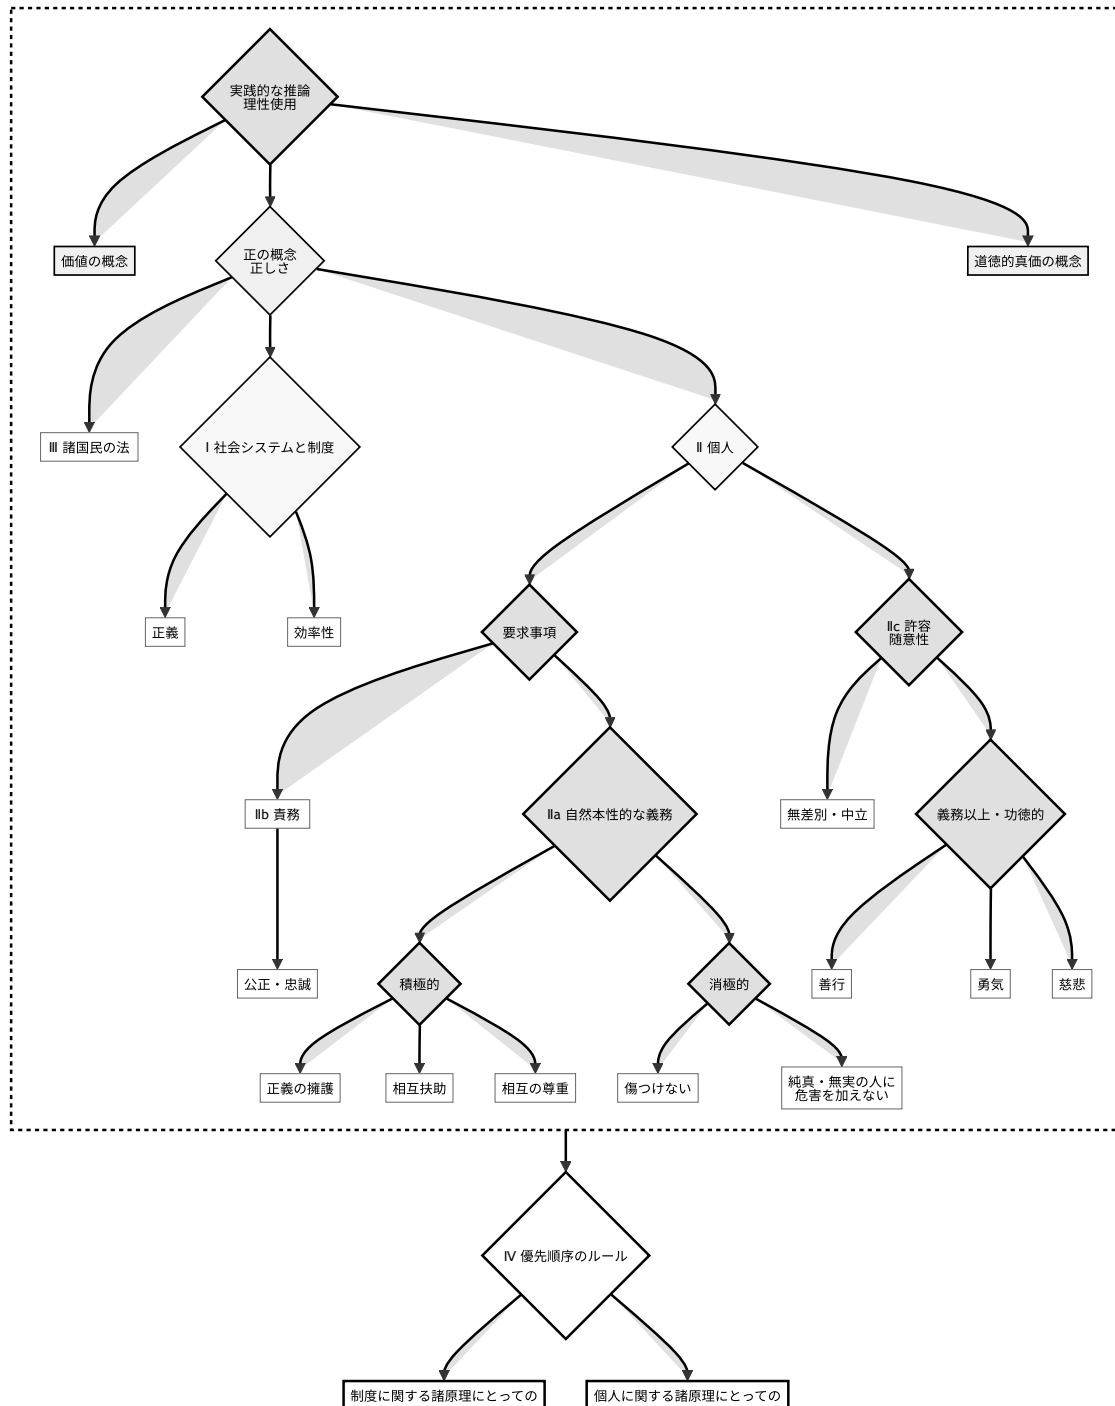 実践的な推論
理性使用
価値の概念
正の概念
正しさ
道徳的真価の概念
Ⅲ 諸国民の法
Ⅰ 社会システムと制度
Ⅱ 個人
正義
効率性
要求事項
Ⅱc 許容
随意性
Ⅱb 責務
Ⅱa 自然本性的な義務
無差別・中立
義務以上・功徳的
公正・忠誠
積極的
消極的
善行
勇気
慈悲
正義の擁護
相互扶助
相互の尊重
傷つけない
純真・無実の人に
危害を加えない
Ⅳ 優先順序のルール
制度に関する諸原理にとっての
個人に関する諸原理にとっての